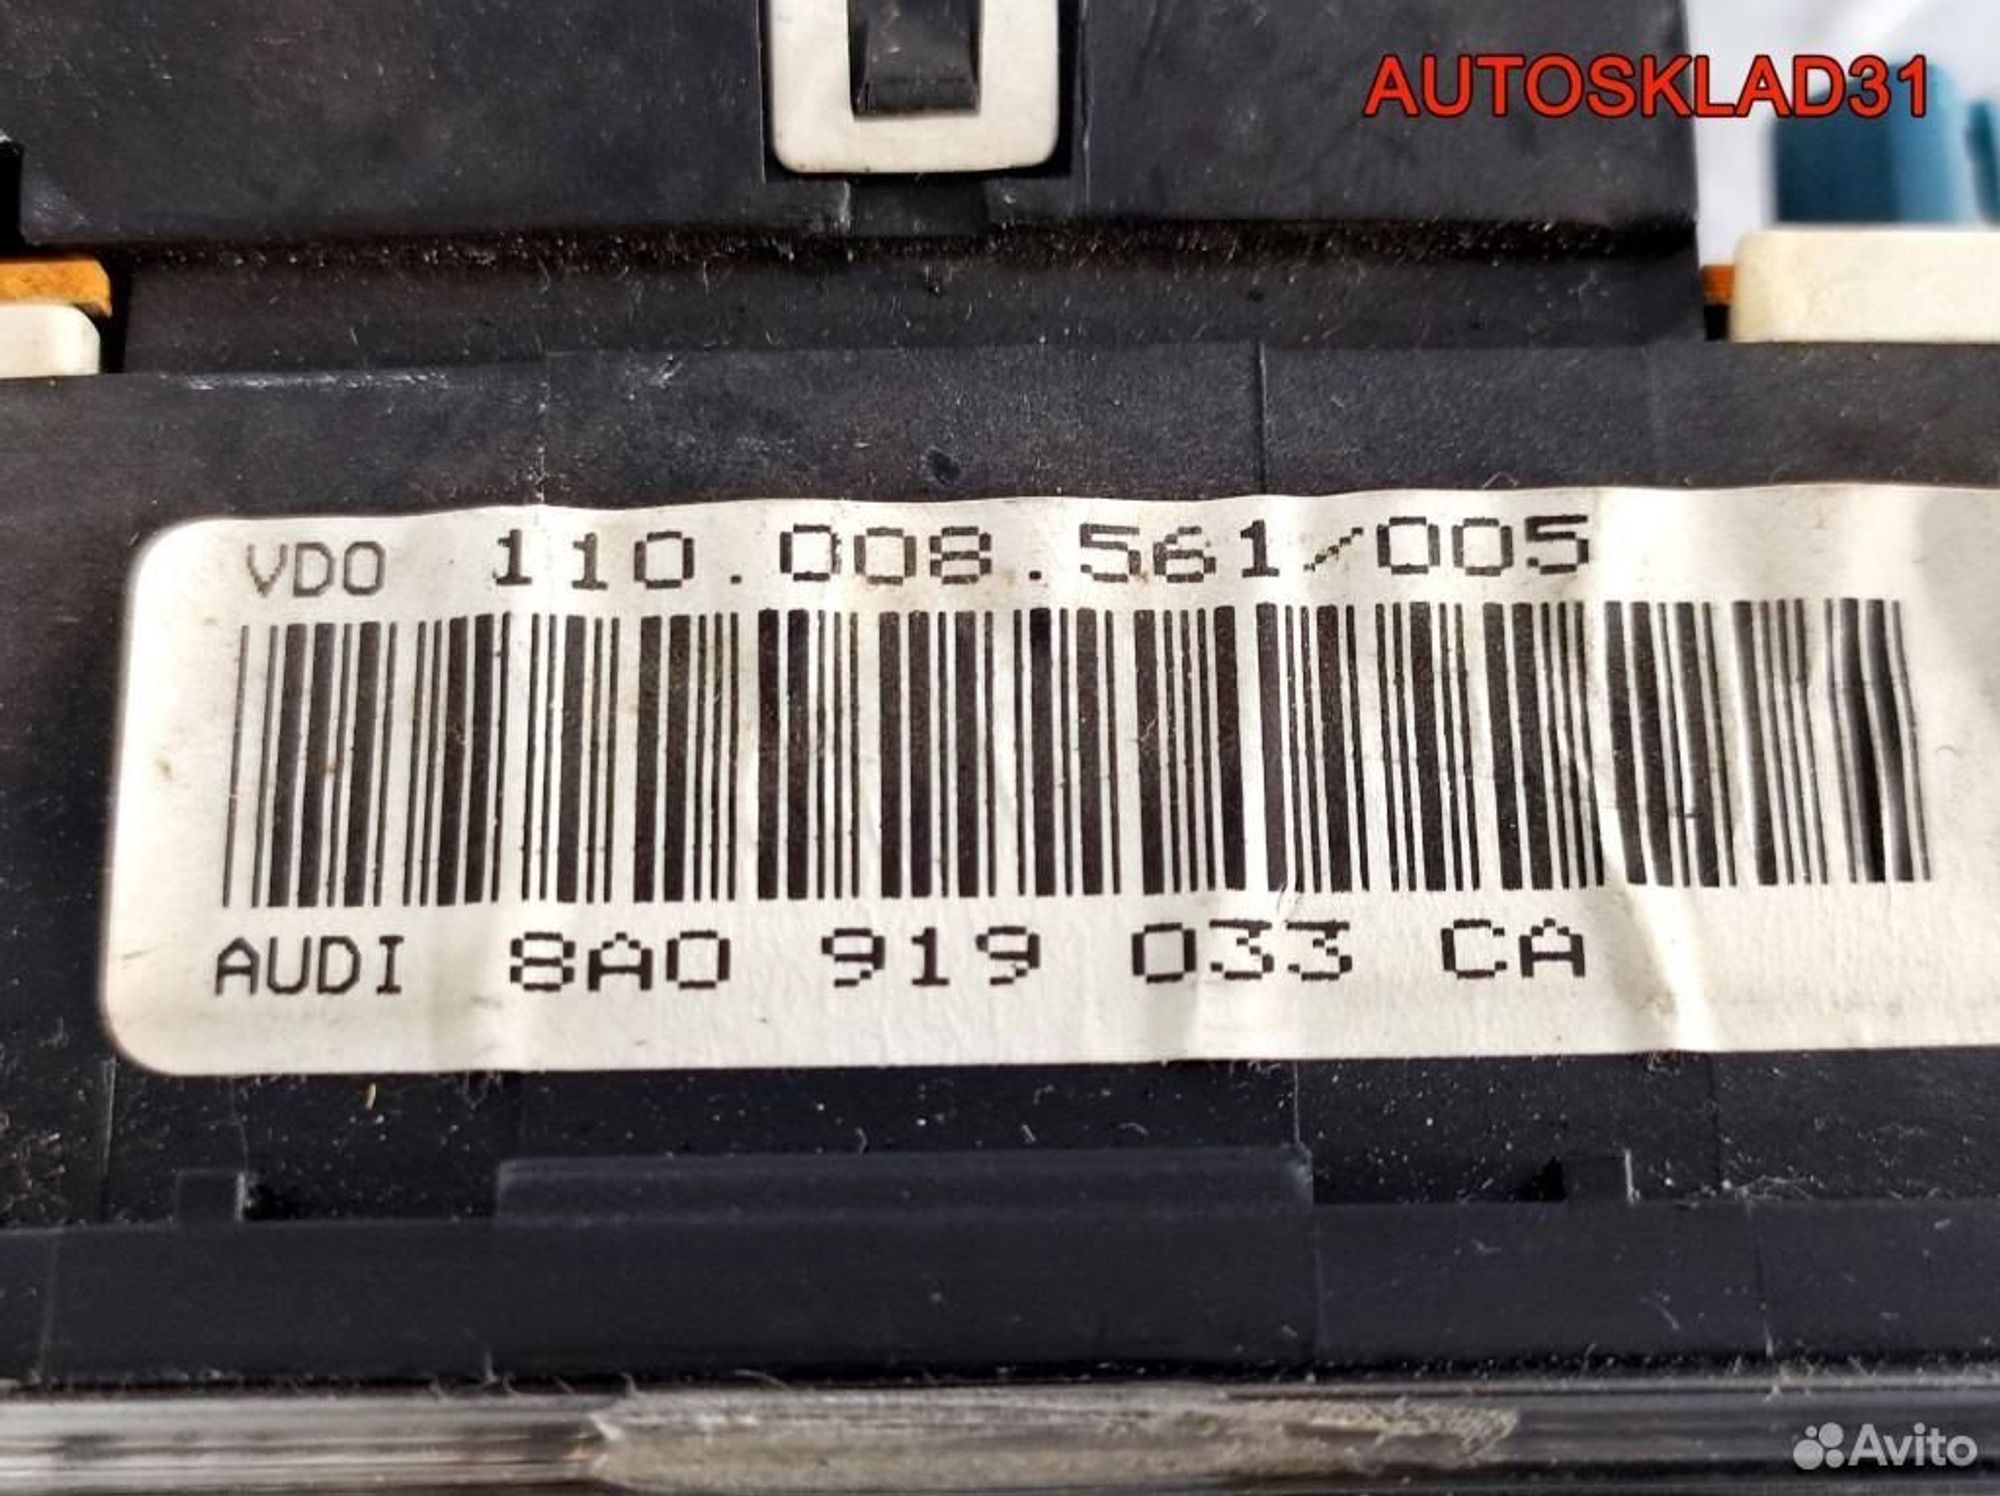 AUTOSKLAD31
VDO 110.008.561/005
AUDI 8A0 919 033 CA
Avito